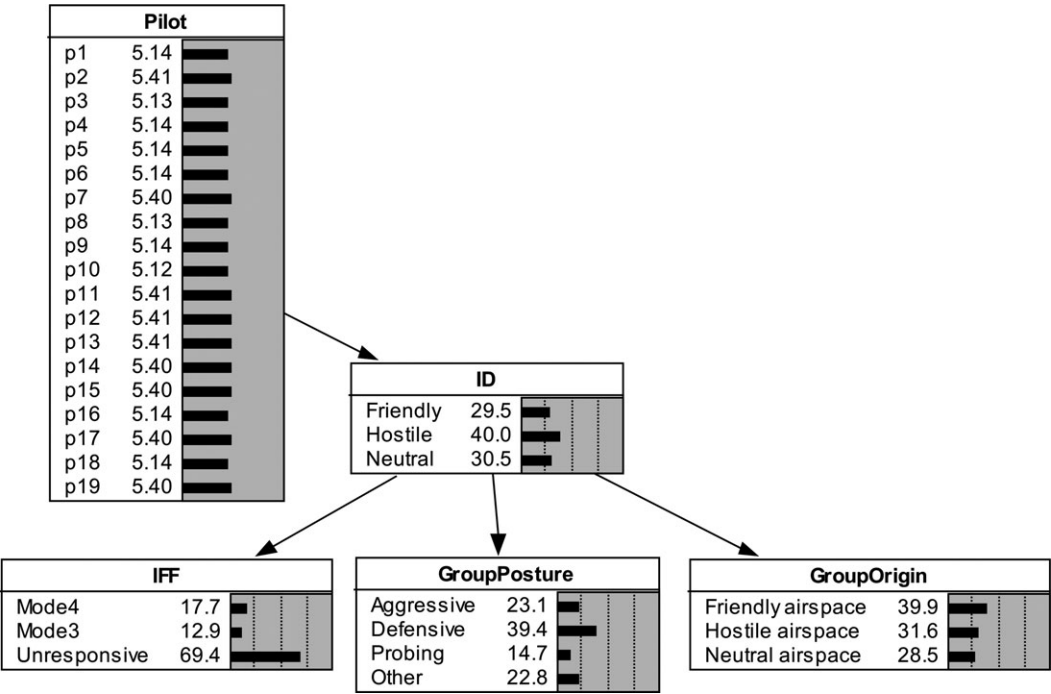 Pilot
p1 5.14
p2 5.41
p3 5.13
p4 5.14
p5 5.14
p6 5.14
p7 5.40
p8 5.13
p9 5.14
p10 5.12
p11 5.41
p12 5.41
p13 5.41
p14 5.40
p15 5.40
p16 5.14
p17 5.40
p18 5.14
p19 5.40
ID
Friendly 29.5
Hostile 40.0
Neutral 30.5
IFF
Mode4 17.7
Mode3 12.9
Unresponsive 69.4
GroupPosture
Aggressive 23.1
Defensive 39.4
Probing 14.7
Other 22.8
GroupOrigin
Friendly airspace 39.9
Hostile airspace 31.6
Neutral airspace 28.5